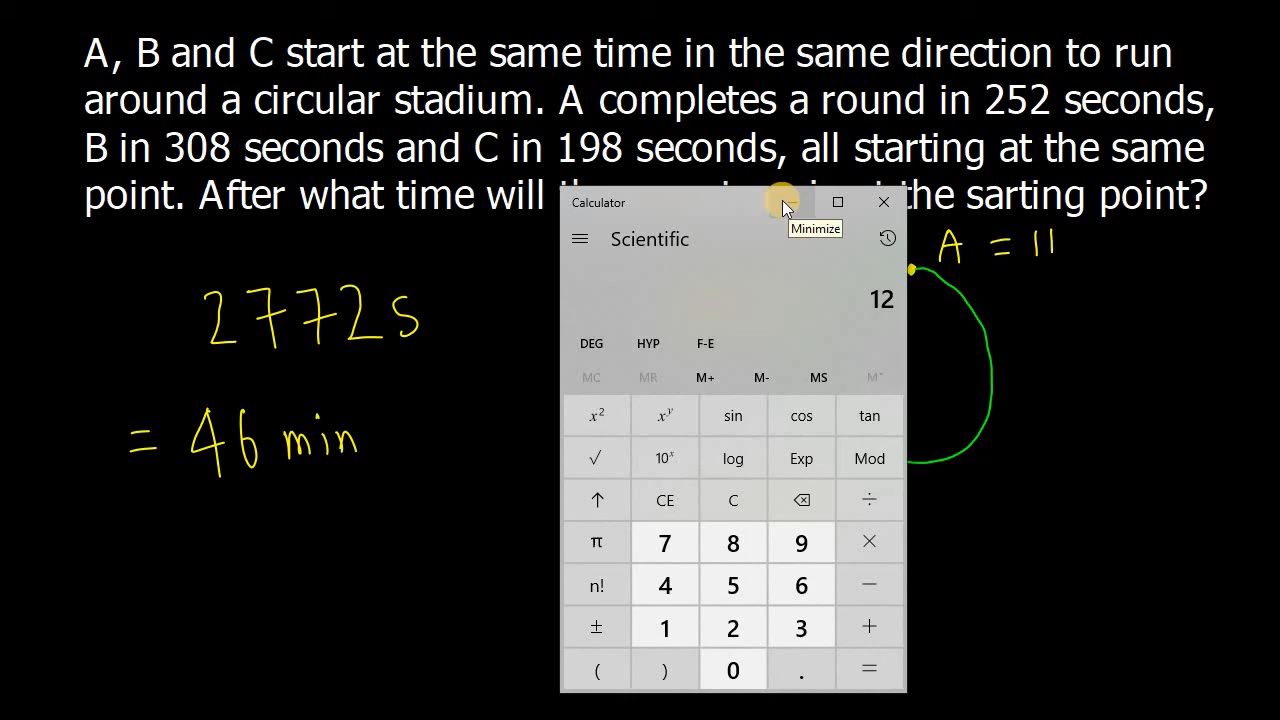 A, B and C start at the same time in the same direction to run
around a circular stadium. A completes a round in 252 seconds,
B in 308 seconds and C in 198 seconds, all starting at the same
point. After what time will the sarting point?
Calculator
Minimize
Scientific
A = 11
12
2772s
= 46 min
DEG HYP F-E
MC MR M+ M- MS M˅
x² xʸ sin cos tan
√ 10ˣ log Exp Mod
↑ CE C ⌫ ÷
π 7 8 9 ×
n! 4 5 6 −
± 1 2 3 +
( ) 0 . =